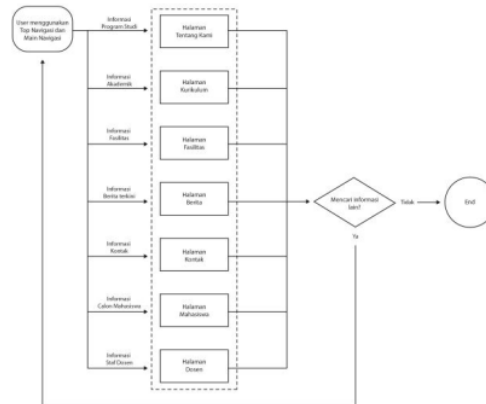 User menggunakan
Top Navigasi dan
Main Navigasi
Informasi
Program Studi
Halaman
Tentang Kami
Informasi
Akademik
Halaman
Kurikulum
Informasi
Fasilitas
Halaman
Fasilitas
Informasi
Berita terkini
Halaman
Berita
Mencari informasi
lain?
Tidak
End
Ya
Informasi
Kontak
Halaman
Kontak
Informasi
Calon Mahasiswa
Halaman
Mahasiswa
Informasi
Staf Dosen
Halaman
Dosen